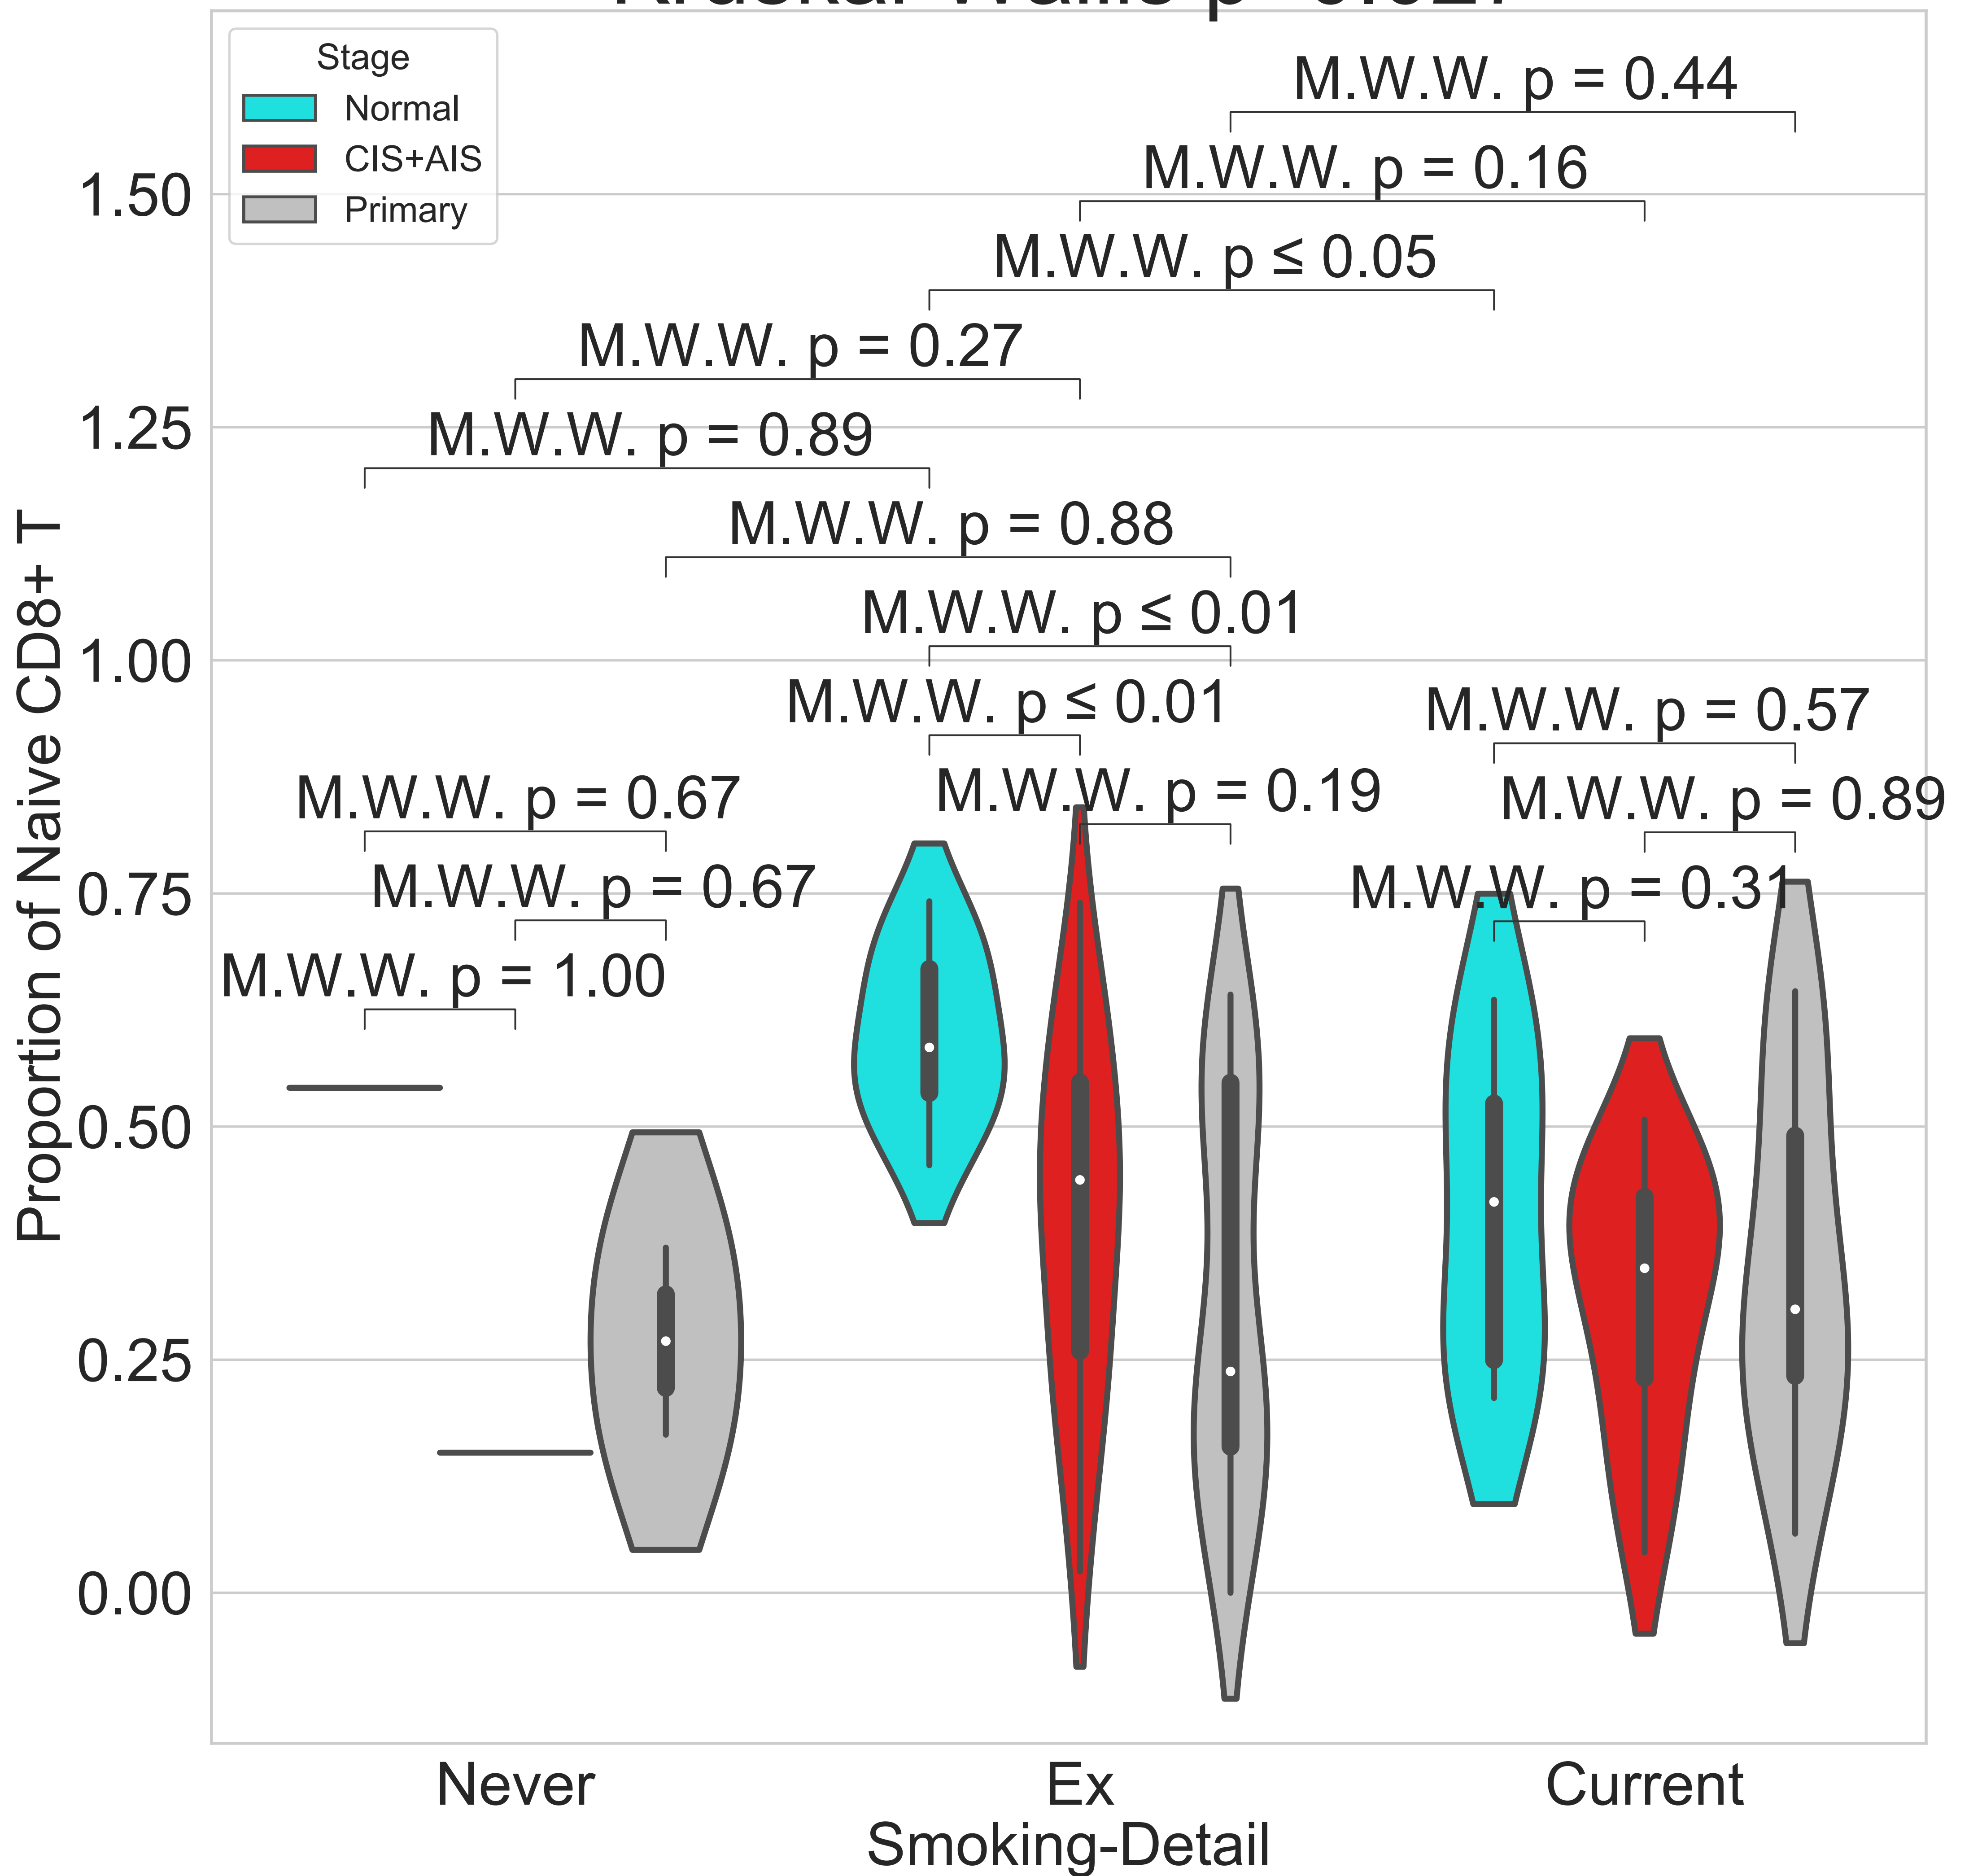 Stage
Normal
CIS+AIS
Primary
M.W.W. p = 0.44
M.W.W. p = 0.16
M.W.W. p ≤ 0.05
M.W.W. p = 0.27
M.W.W. p = 0.89
M.W.W. p = 0.88
M.W.W. p ≤ 0.01
M.W.W. p ≤ 0.01
M.W.W. p = 0.57
M.W.W. p = 0.19
M.W.W. p = 0.89
M.W.W. p = 0.67
M.W.W. p = 0.67
M.W.W. p = 0.31
M.W.W. p = 1.00
1.50
1.25
1.00
0.75
0.50
0.25
0.00
Proportion of Naive CD8+ T
Never
Ex
Current
Smoking-Detail